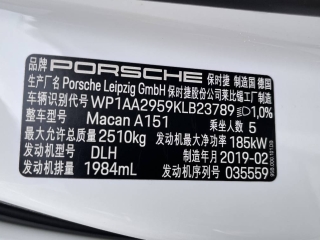 品牌 PORSCHE 保时捷 制造国 德国
生产厂名 Porsche Leipzig GmbH 保时捷股份公司莱比锡工厂制造
车辆识别代号 WP1AA2959KLB23789 1,0%
整车型号 Macan A151 乘坐人数 5
最大允许总质量 2510kg 发动机最大净功率 185kW
发动机型号 DLH 制造年月 2019-02
发动机排量 1984mL 发动机序列号 035559